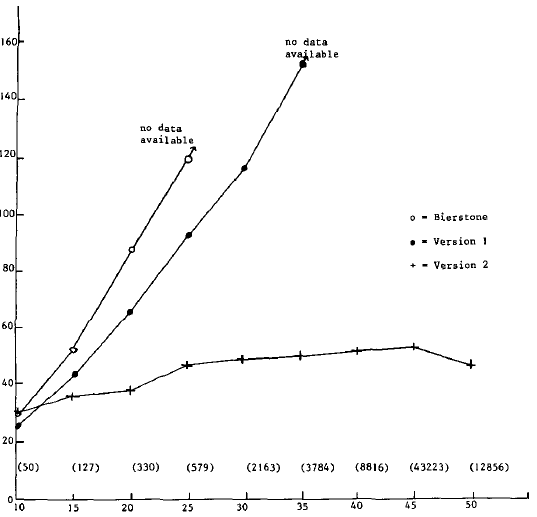 160
no data
available
140
no data
available
120
100
o = Bierstone
• = Version 1
+ = Version 2
80
60
40
20
(50) (127) (330) (579) (2163) (3784) (8816) (43223) (12856)
0
10 15 20 25 30 35 40 45 50